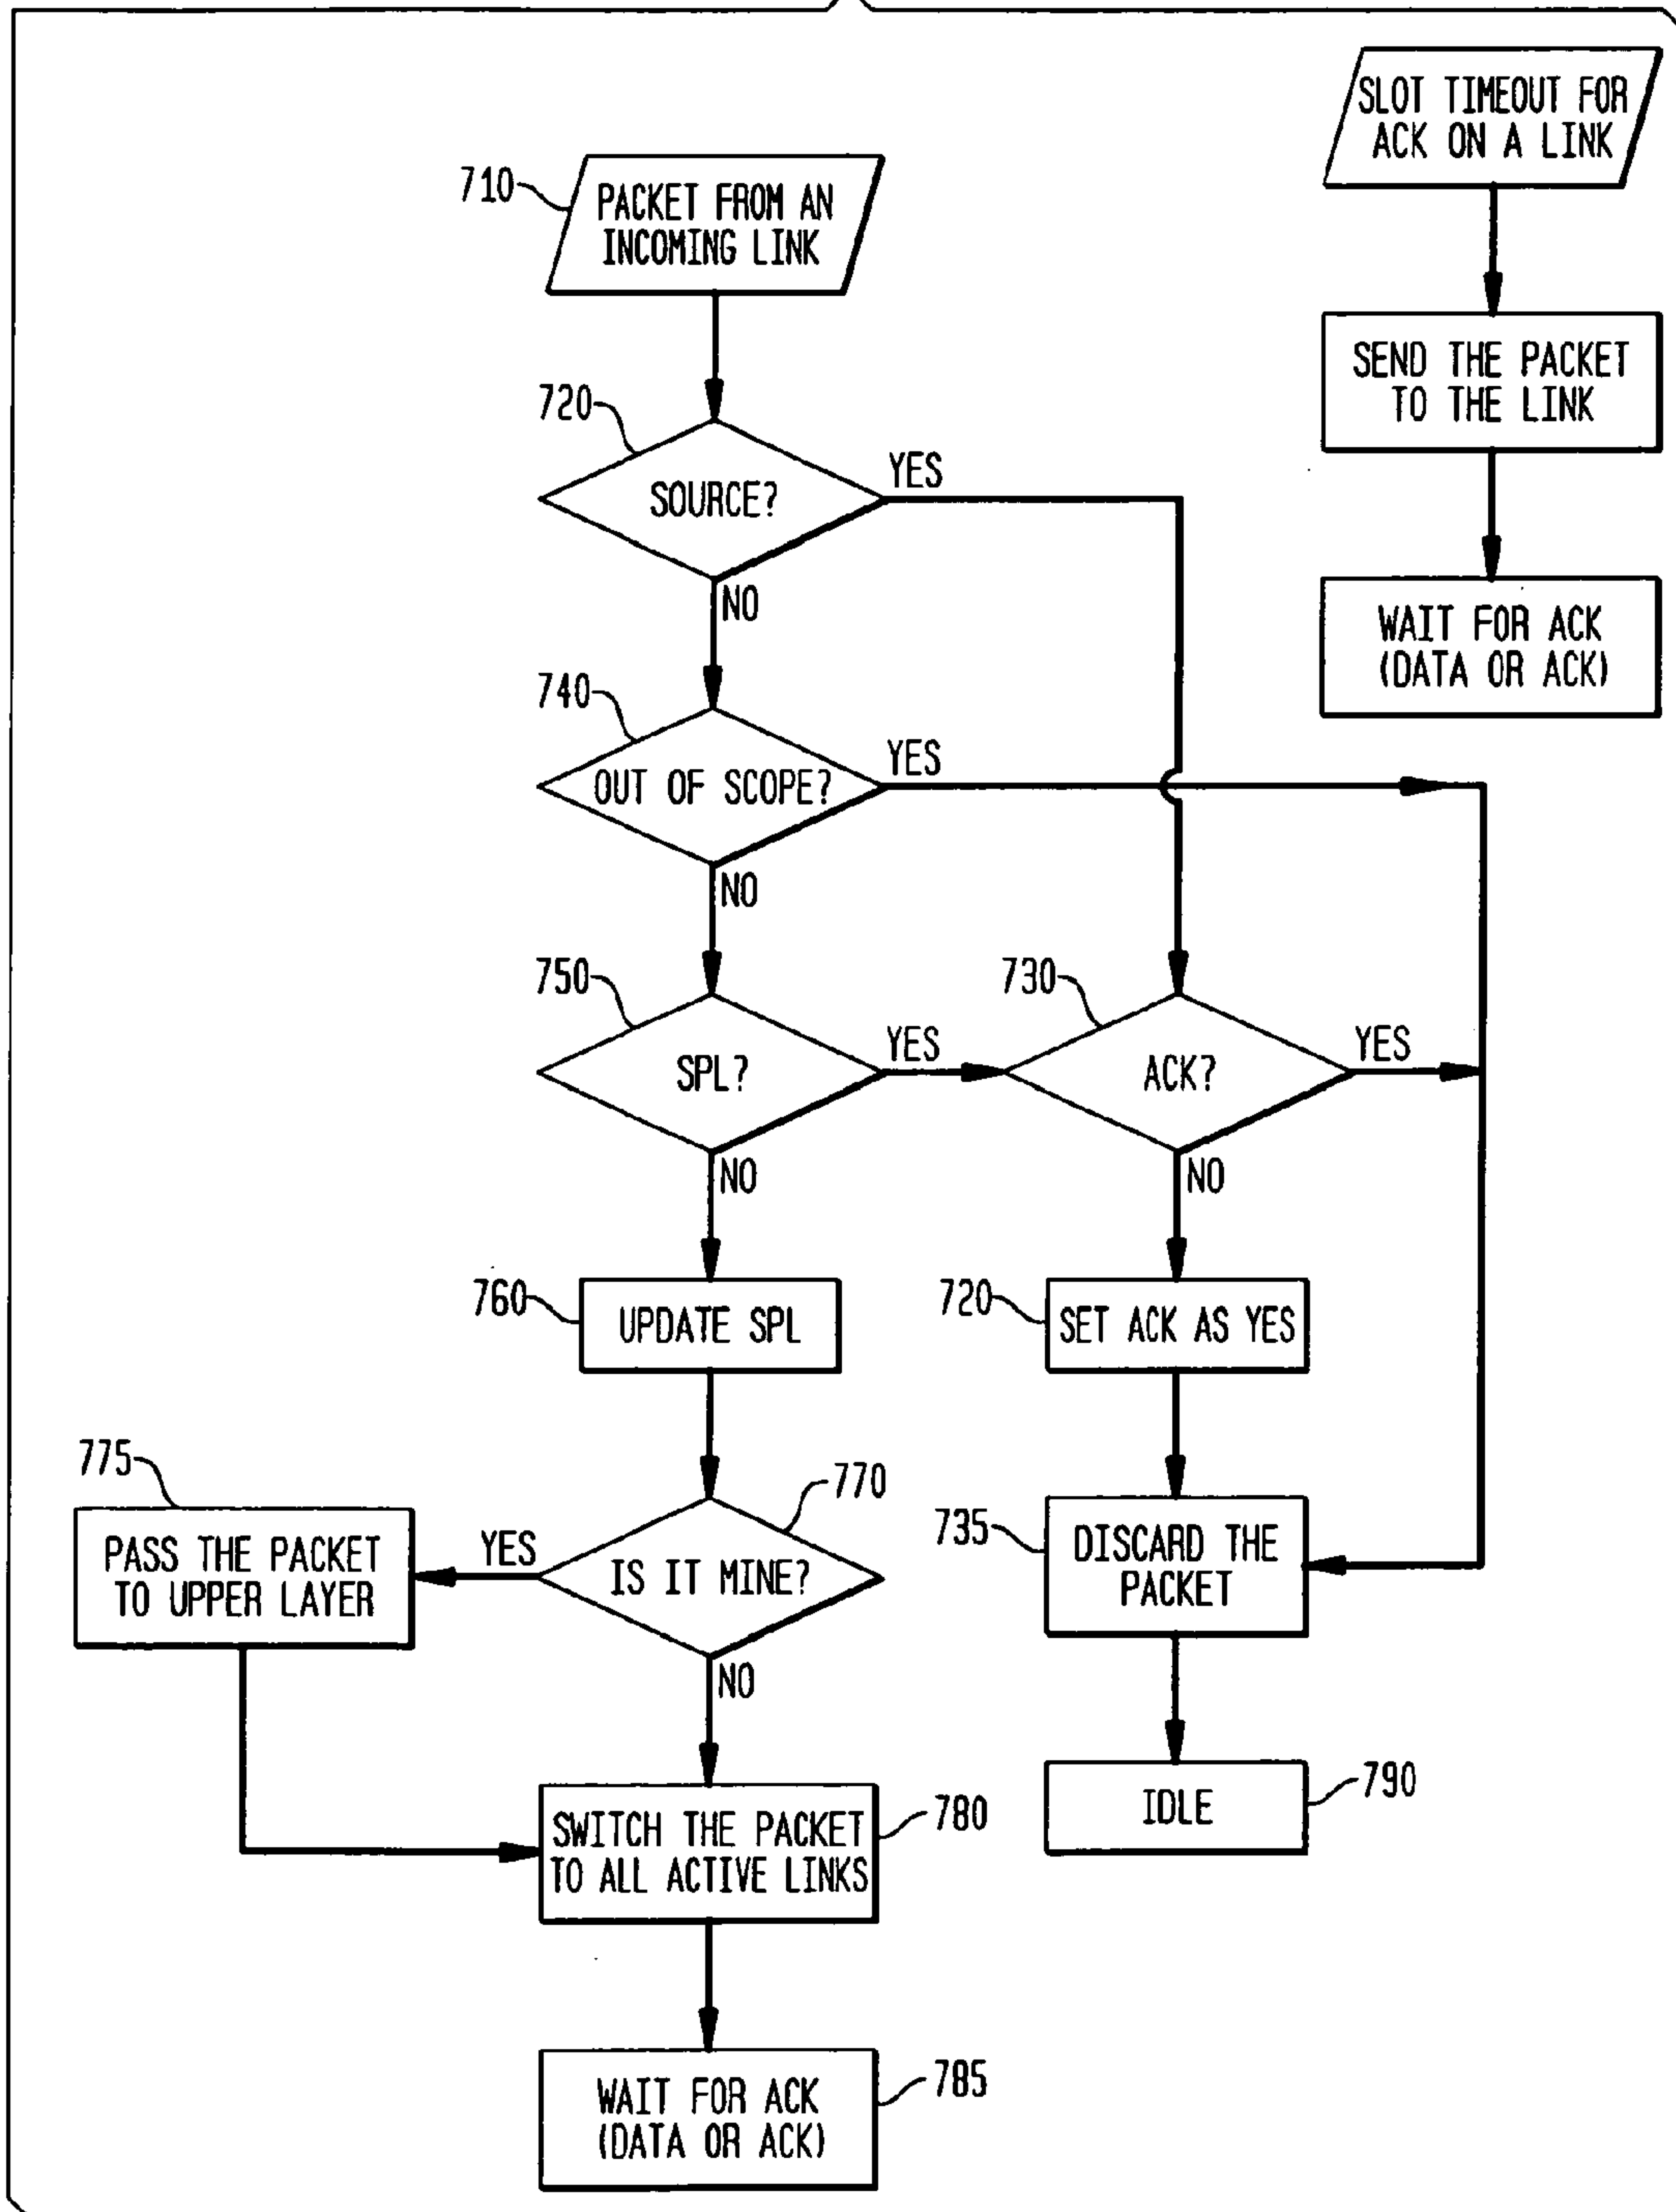 SLOT TIMEOUT FOR
ACK ON A LINK
710
PACKET FROM AN
INCOMING LINK
SEND THE PACKET
TO THE LINK
720
SOURCE?
YES
NO
WAIT FOR ACK
(DATA OR ACK)
740
OUT OF SCOPE?
YES
NO
750
SPL?
YES
NO
730
ACK?
YES
NO
760
UPDATE SPL
720
SET ACK AS YES
775
PASS THE PACKET
TO UPPER LAYER
YES
770
IS IT MINE?
NO
735
DISCARD THE
PACKET
SWITCH THE PACKET
TO ALL ACTIVE LINKS
780
IDLE
790
WAIT FOR ACK
(DATA OR ACK)
785